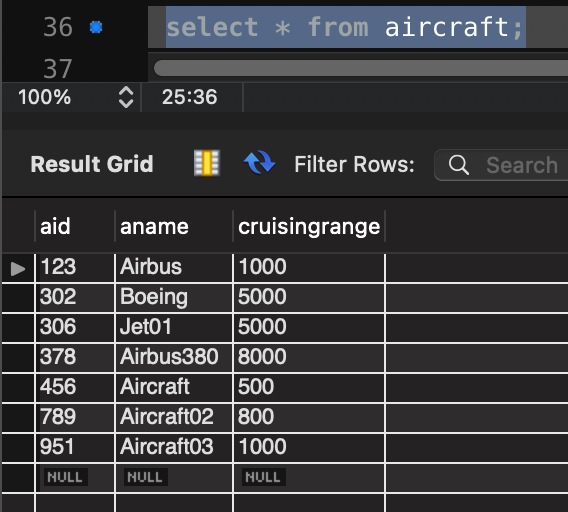 36 select * from aircraft;
37
100% 25:36
Result Grid Filter Rows: Search
aid aname cruisingrange
123 Airbus 1000
302 Boeing 5000
306 Jet01 5000
378 Airbus380 8000
456 Aircraft 500
789 Aircraft02 800
951 Aircraft03 1000
NULL NULL NULL